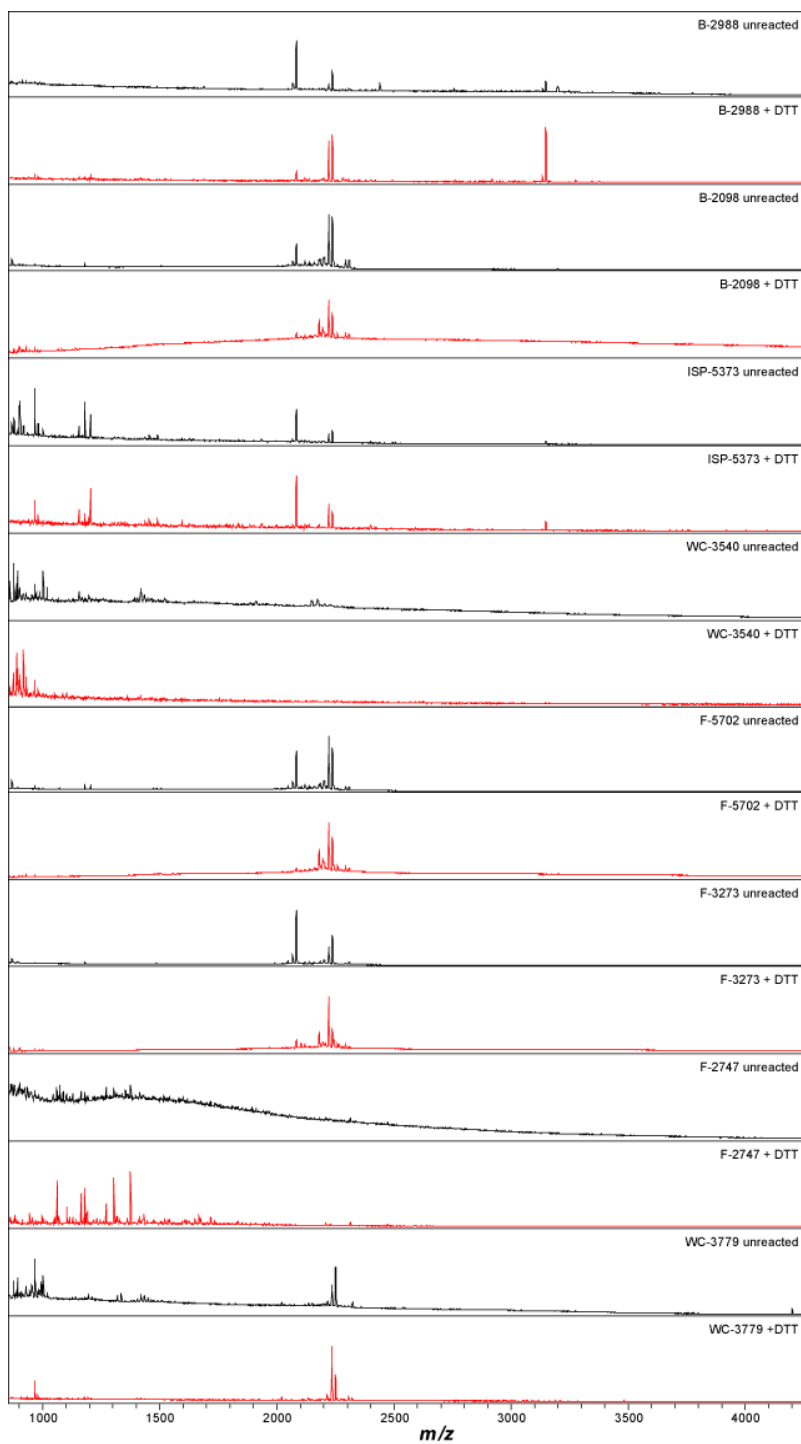 B-2988 unreacted
B-2988 + DTT
B-2098 unreacted
B-2098 + DTT
ISP-5373 unreacted
ISP-5373 + DTT
WC-3540 unreacted
WC-3540 + DTT
F-5702 unreacted
F-5702 + DTT
F-3273 unreacted
F-3273 + DTT
F-2747 unreacted
F-2747 + DTT
WC-3779 unreacted
WC-3779 +DTT
1000 1500 2000 2500 3000 3500 4000
m/z